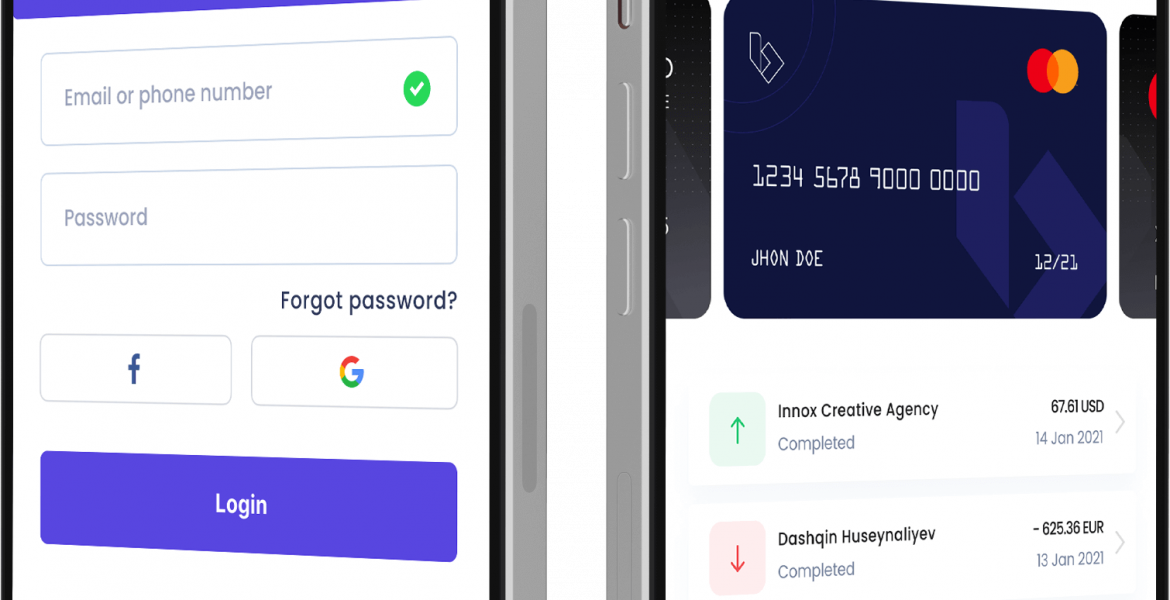 Email or phone number
Password
Forgot password?
Login
1234 5678 9000 0000
JHON DOE
12/21
Innox Creative Agency
67.61 USD
Completed
14 Jan 2021
Dashqin Huseynaliyev
- 625.36 EUR
Completed
13 Jan 2021